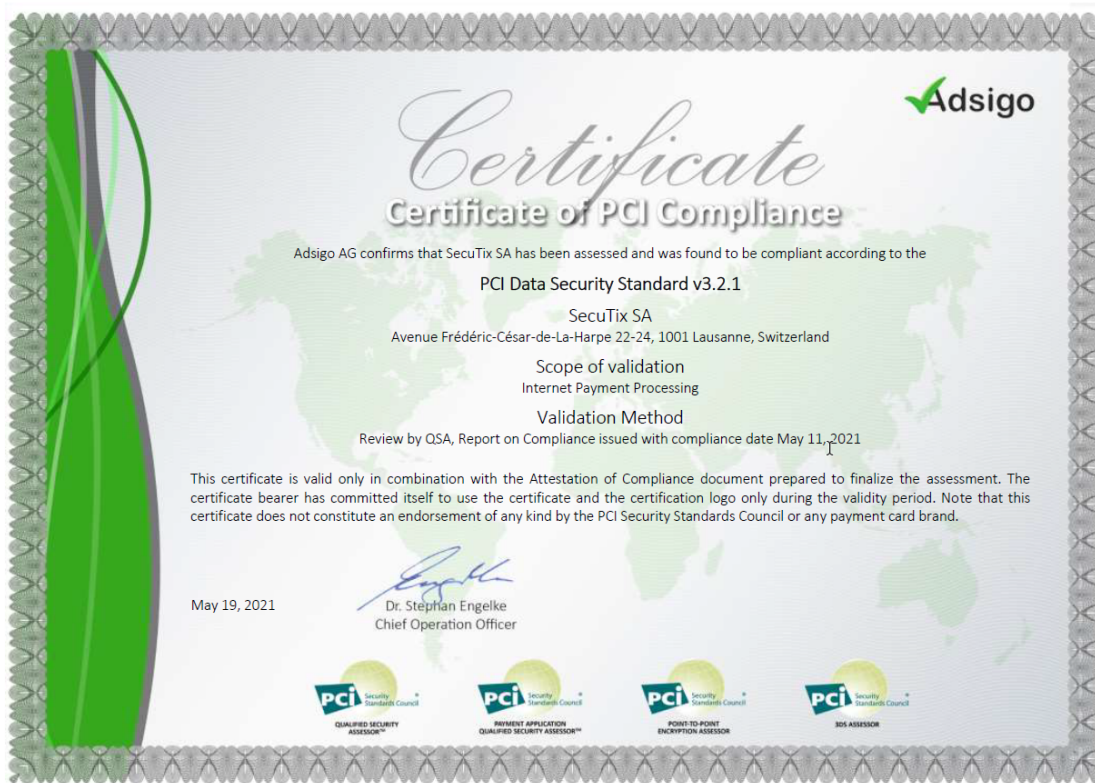 Adsigo
Certificate
Certificate of PCI Compliance
Adsigo AG confirms that SecuTix SA has been assessed and was found to be compliant according to the
PCI Data Security Standard v3.2.1
SecuTix SA
Avenue Frédéric-César-de-La-Harpe 22-24, 1001 Lausanne, Switzerland
Scope of validation
Internet Payment Processing
Validation Method
Review by QSA, Report on Compliance issued with compliance date May 11, 2021
This certificate is valid only in combination with the Attestation of Compliance document prepared to finalize the assessment. The
certificate bearer has committed itself to use the certificate and the certification logo only during the validity period. Note that this
certificate does not constitute an endorsement of any kind by the PCI Security Standards Council or any payment card brand.
May 19, 2021
Dr. Stephan Engelke
Chief Operation Officer
PCI Security Standards Council
QUALIFIED SECURITY
ASSESSOR™
PCI Security Standards Council
PAYMENT APPLICATION
QUALIFIED SECURITY ASSESSOR™
PCI Security Standards Council
POINT-TO-POINT
ENCRYPTION ASSESSOR
PCI Security Standards Council
3DS ASSESSOR